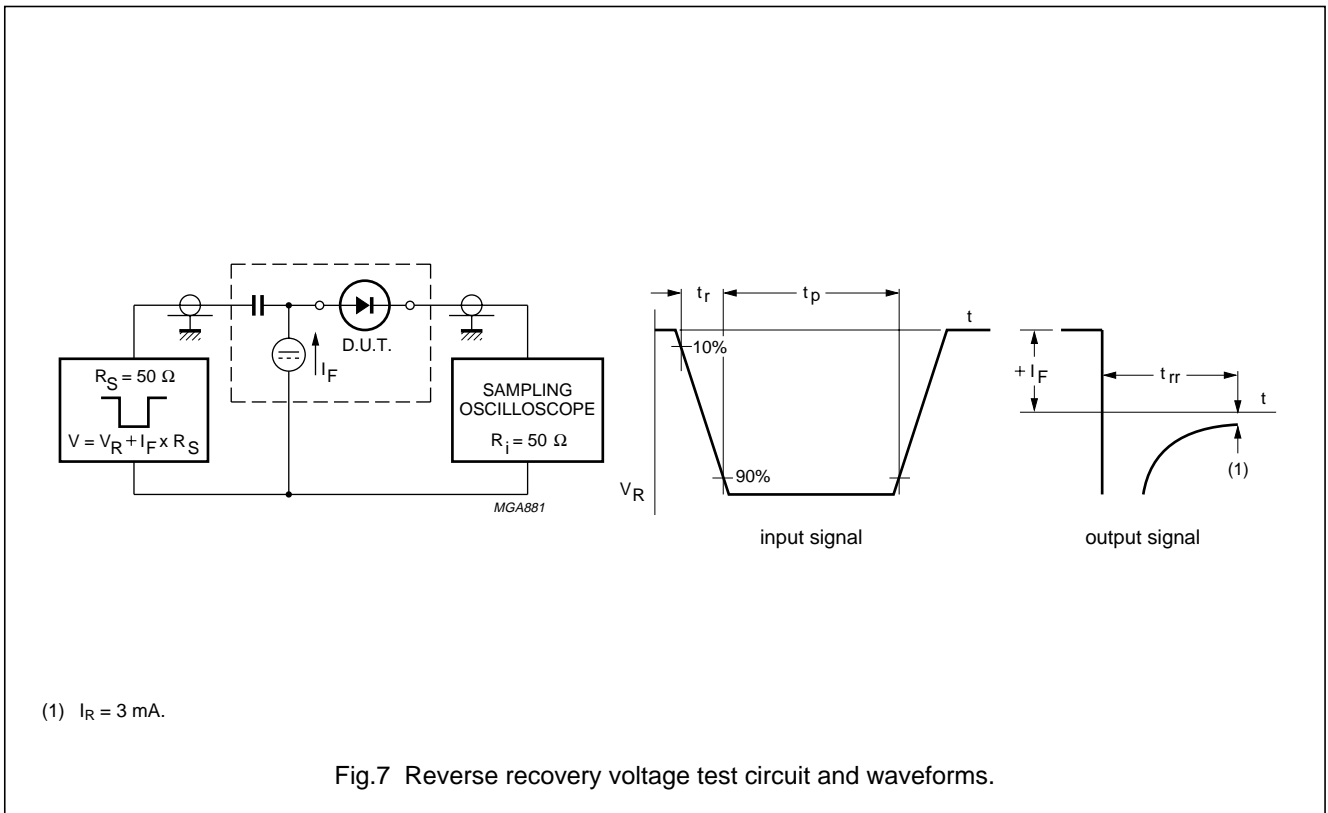 R_S = 50 Ω
V = V_R + I_F x R_S
I_F
D.U.T.
SAMPLING
OSCILLOSCOPE
R_i = 50 Ω
MGA881
t_r
t_p
t
10%
90%
V_R
input signal
+ I_F
t_rr
t
(1)
output signal
(1) I_R = 3 mA.
Fig.7 Reverse recovery voltage test circuit and waveforms.